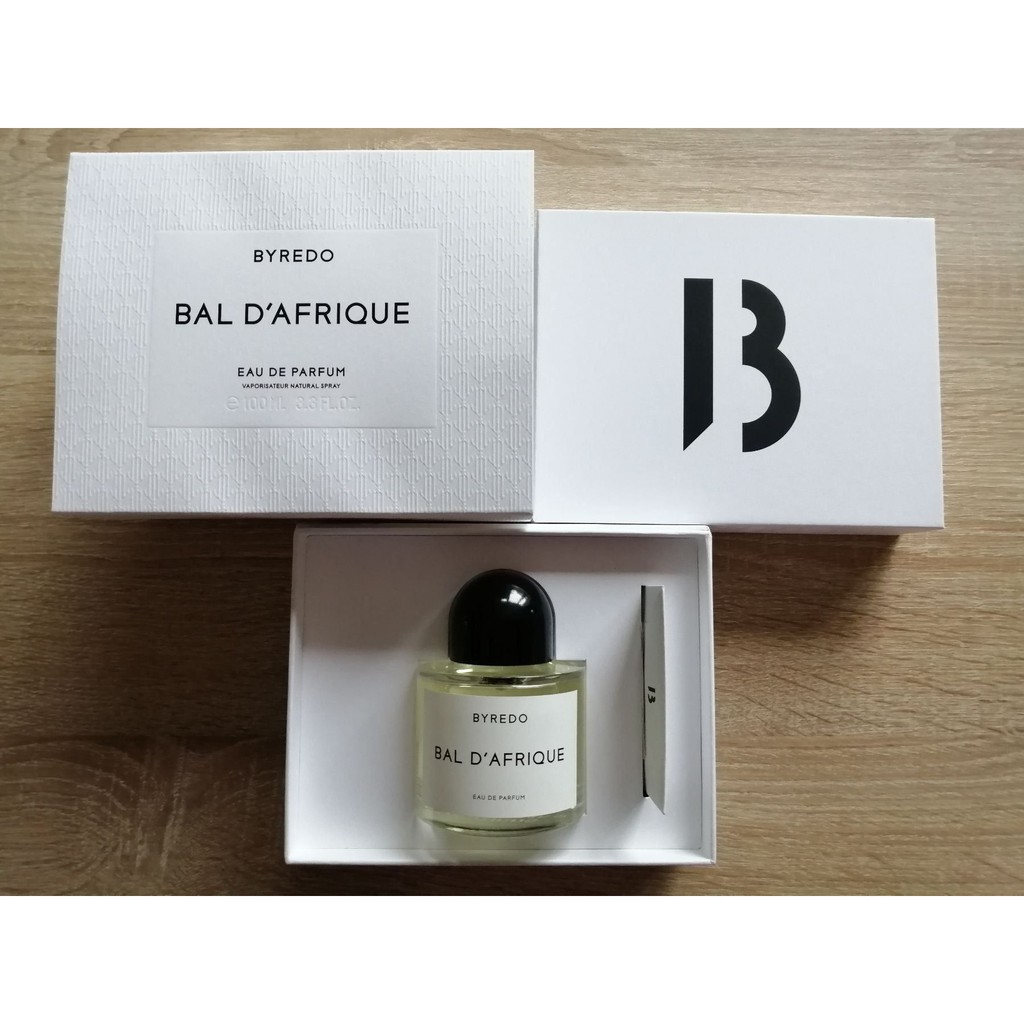 BYREDO
BAL D'AFRIQUE
EAU DE PARFUM
VAPORISATEUR NATURAL SPRAY
e 100 ML 3.3 FL.OZ.
B
BYREDO
BAL D'AFRIQUE
EAU DE PARFUM
B